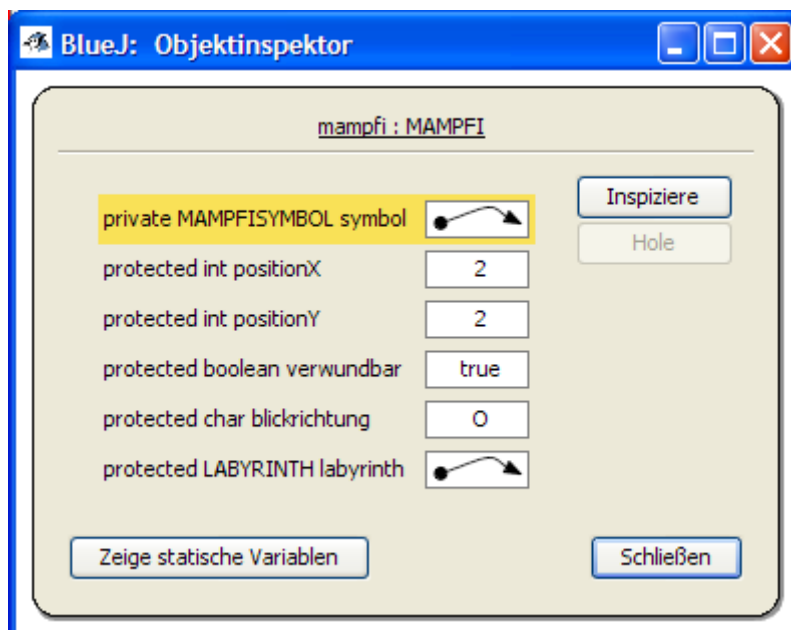 BlueJ: Objektinspektor
mampfi : MAMPFI
Inspiziere
private MAMPFISYMBOL symbol
Hole
protected int positionX 2
protected int positionY 2
protected boolean verwundbar true
protected char blickrichtung O
protected LABYRINTH labyrinth
Zeige statische Variablen Schließen